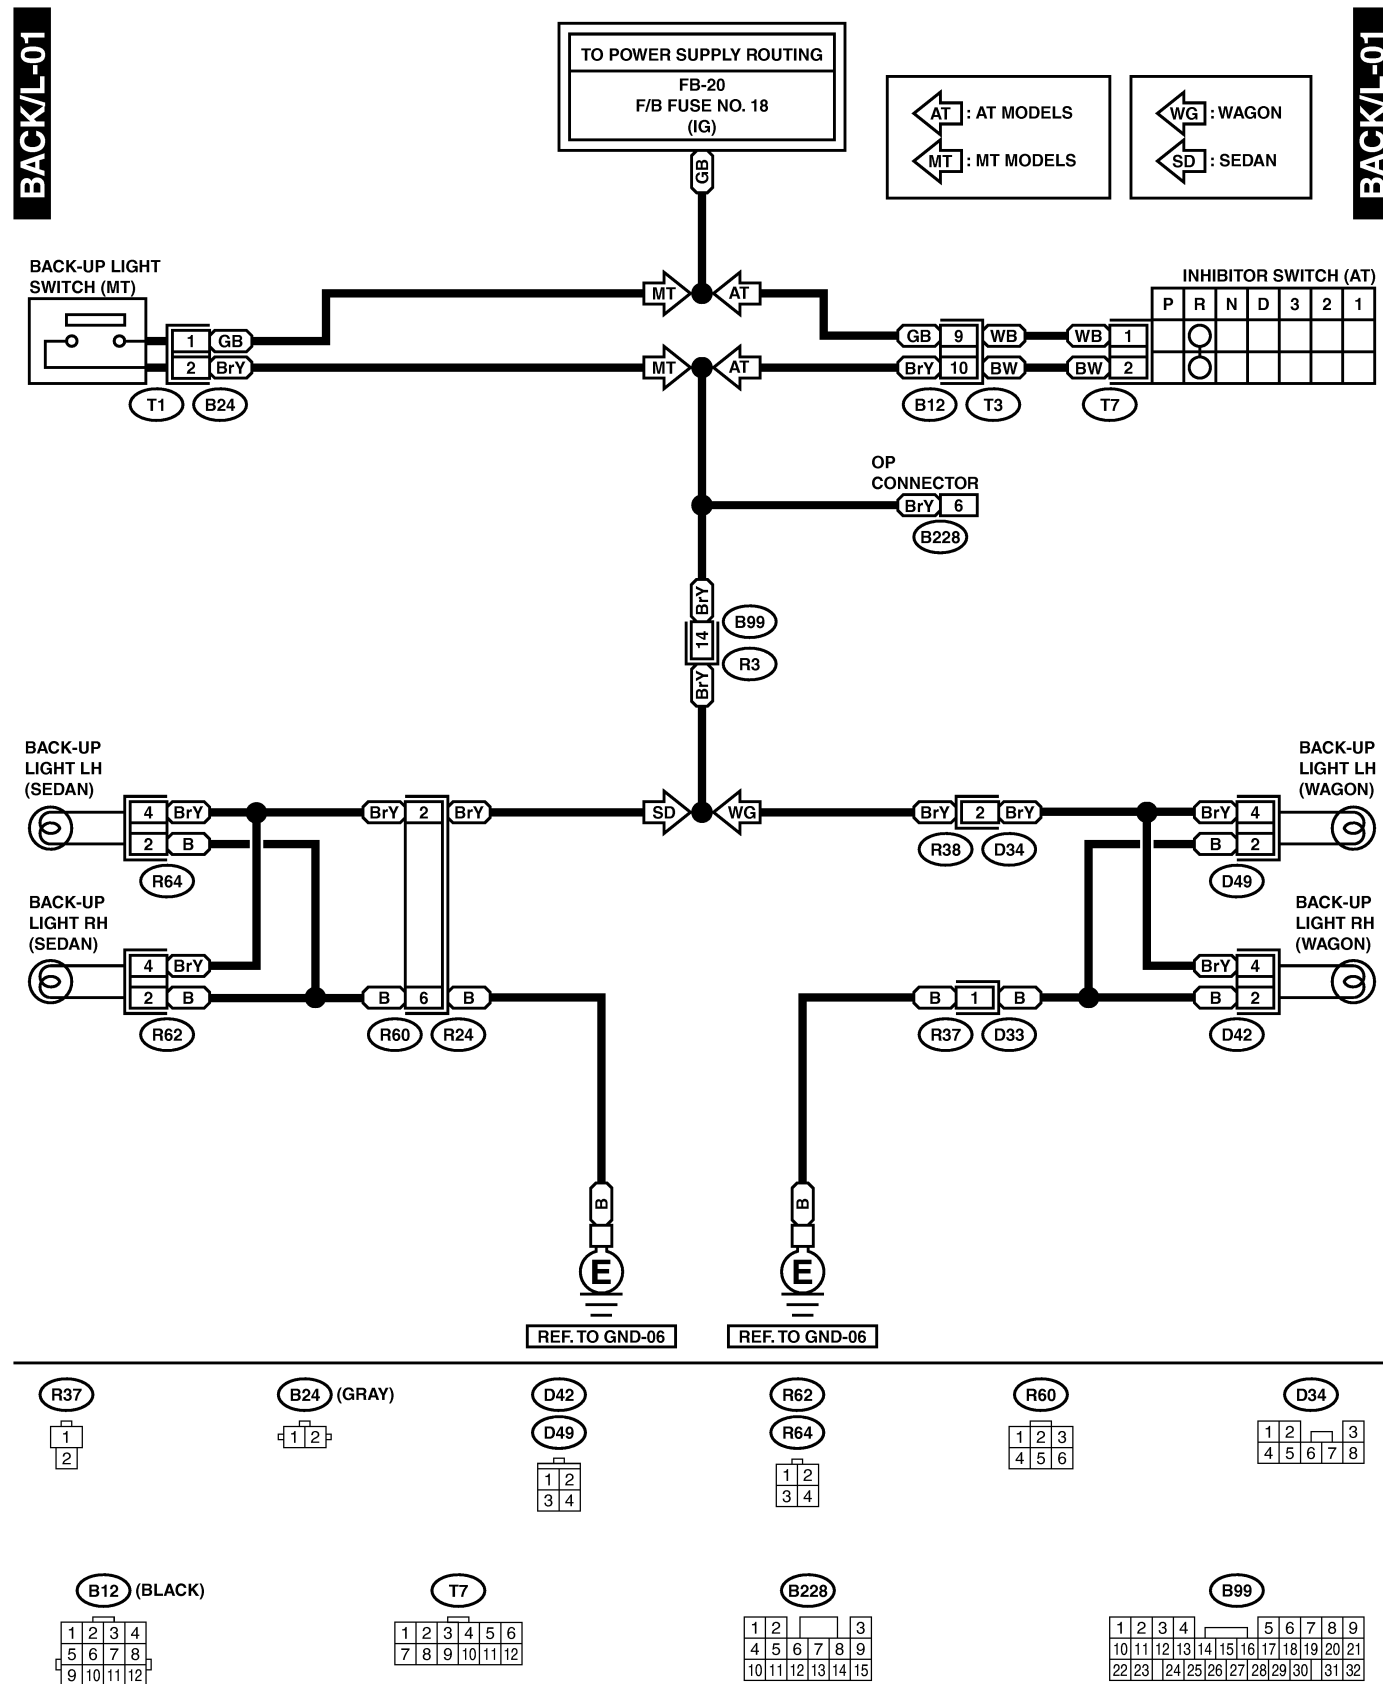 BACK/L-01
BACK/L-01
TO POWER SUPPLY ROUTING
FB-20
F/B FUSE NO. 18
(IG)
AT : AT MODELS
MT : MT MODELS
WG : WAGON
SD : SEDAN
GB
BACK-UP LIGHT
SWITCH (MT)
INHIBITOR SWITCH (AT)
P R N D 3 2 1
MT AT
1 GB
GB 9 WB WB 1
2 BrY
MT AT
BrY 10 BW BW 2
T1 B24
B12 T3 T7
OP
CONNECTOR
BrY 6
B228
BrY
14
BrY
B99
R3
BACK-UP
LIGHT LH
(SEDAN)
BACK-UP
LIGHT LH
(WAGON)
4 BrY BrY 2 BrY SD WG BrY 2 BrY BrY 4
2 B
B 2
R64
R38 D34
D49
BACK-UP
LIGHT RH
(SEDAN)
BACK-UP
LIGHT RH
(WAGON)
4 BrY
BrY 4
2 B B 6 B
B 1 B B 2
R62 R60 R24
R37 D33 D42
B B
E E
REF. TO GND-06
REF. TO GND-06
R37
1
2
B24 (GRAY)
1 2
D42
D49
1 2
3 4
R62
R64
1 2
3 4
R60
1 2 3
4 5 6
D34
1 2 3
4 5 6 7 8
B12 (BLACK)
1 2 3 4
5 6 7 8
9 10 11 12
T7
1 2 3 4 5 6
7 8 9 10 11 12
B228
1 2 3
4 5 6 7 8 9
10 11 12 13 14 15
B99
1 2 3 4 5 6 7 8 9
10 11 12 13 14 15 16 17 18 19 20 21
22 23 24 25 26 27 28 29 30 31 32